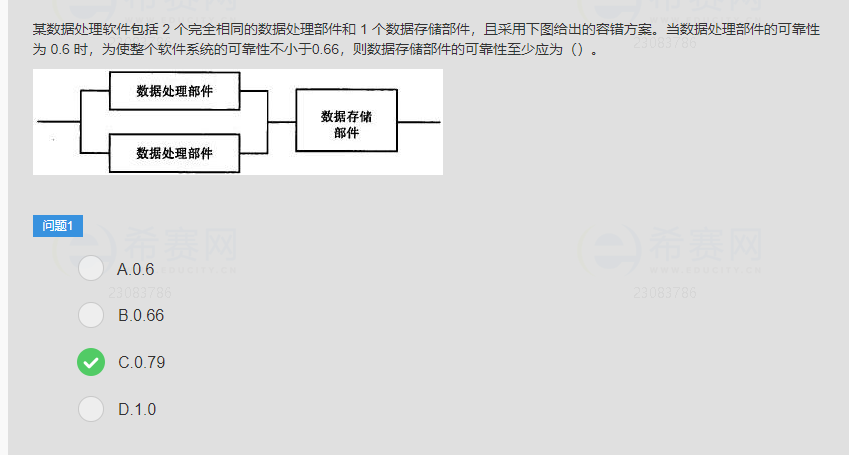 某数据处理软件包括 2 个完全相同的数据处理部件和 1 个数据存储部件，且采用下图给出的容错方案。当数据处理部件的可靠性
为 0.6 时，为使整个软件系统的可靠性不小于0.66，则数据存储部件的可靠性至少应为（）。
23083786
数据处理部件
数据存储
部件
数据处理部件
问题1
希赛网
希赛网
A.0.6
23083786
23083786
B.0.66
C.0.79
D.1.0